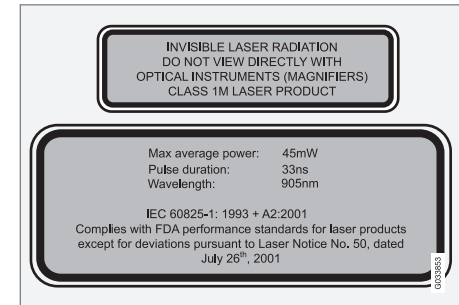 INVISIBLE LASER RADIATION
DO NOT VIEW DIRECTLY WITH
OPTICAL INSTRUMENTS (MAGNIFIERS)
CLASS 1M LASER PRODUCT
Max average power: 45mW
Pulse duration: 33ns
Wavelength: 905nm
IEC 60825-1: 1993 + A2:2001
Complies with FDA performance standards for laser products
except for deviations pursuant to Laser Notice No. 50, dated
July 26th, 2001
G033853